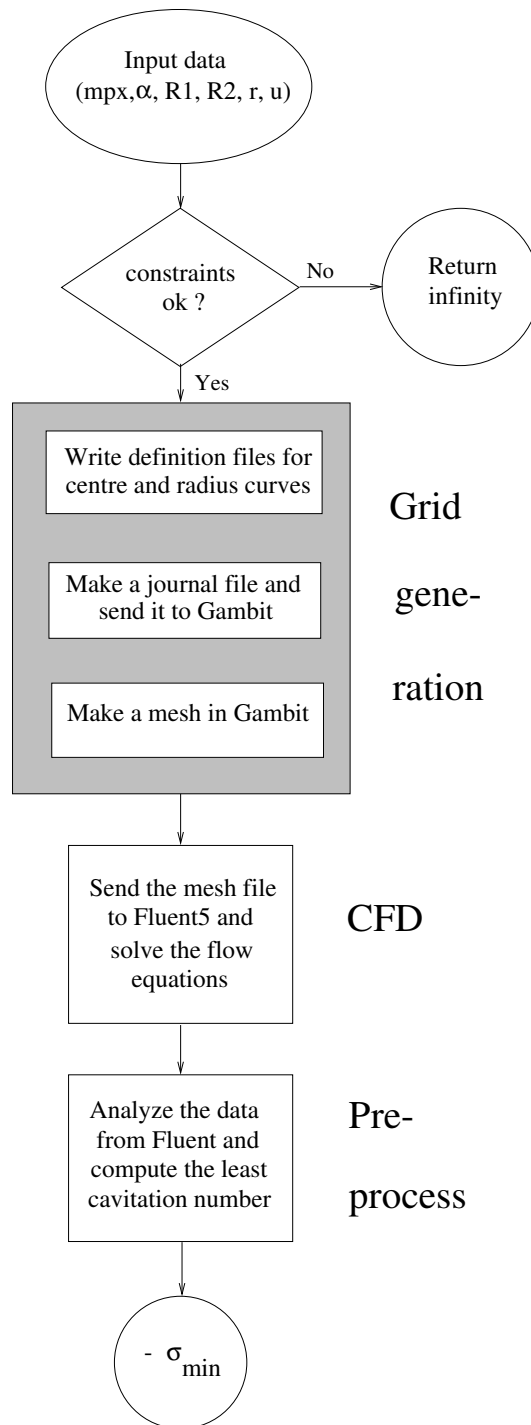 Input data
(mpx,α, R1, R2, r, u)
constraints
ok ?
No
Return
infinity
Yes
Write definition files for
centre and radius curves
Make a journal file and
send it to Gambit
Make a mesh in Gambit
Grid
gene-
ration
Send the mesh file
to Fluent5 and
solve the flow
equations
CFD
Analyze the data
from Fluent and
compute the least
cavitation number
Pre-
process
- σmin